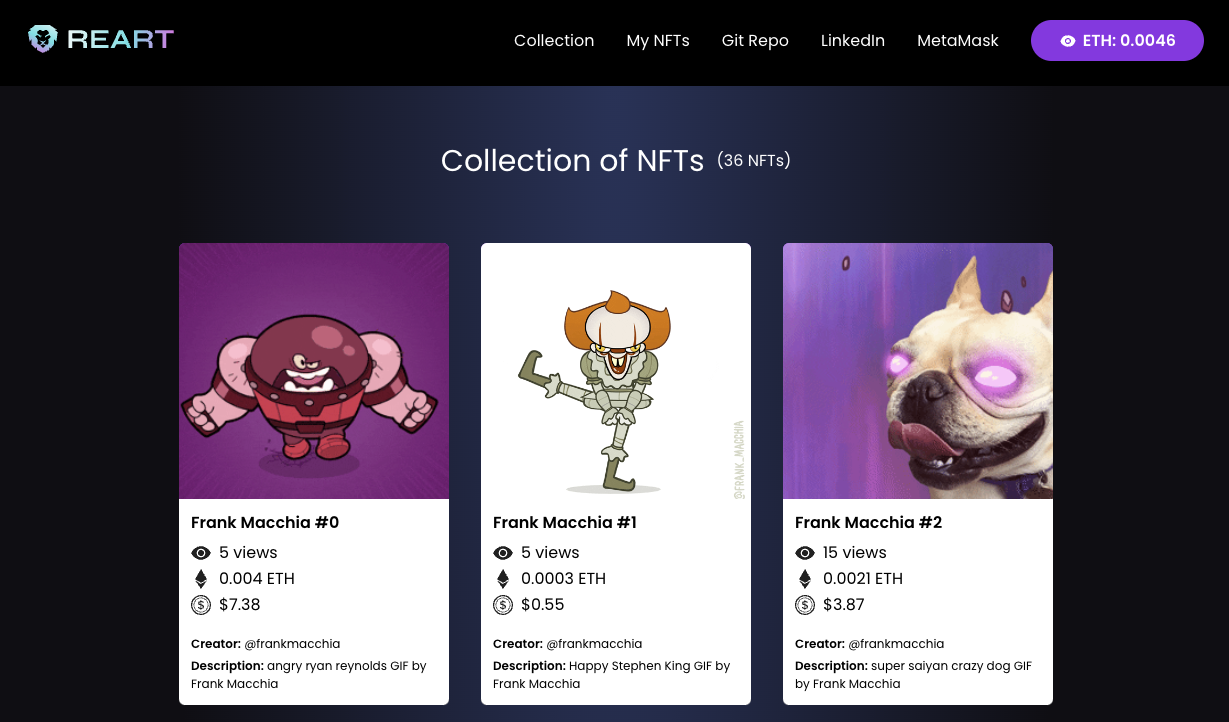 REART
Collection
My NFTs
Git Repo
LinkedIn
MetaMask
ETH: 0.0046
Collection of NFTs (36 NFTs)
@FRANK_MACCHIA
Frank Macchia #0
5 views
0.004 ETH
$7.38
Creator: @frankmacchia
Description: angry ryan reynolds GIF by
Frank Macchia
Frank Macchia #1
5 views
0.0003 ETH
$0.55
Creator: @frankmacchia
Description: Happy Stephen King GIF by
Frank Macchia
Frank Macchia #2
15 views
0.0021 ETH
$3.87
Creator: @frankmacchia
Description: super saiyan crazy dog GIF
by Frank Macchia